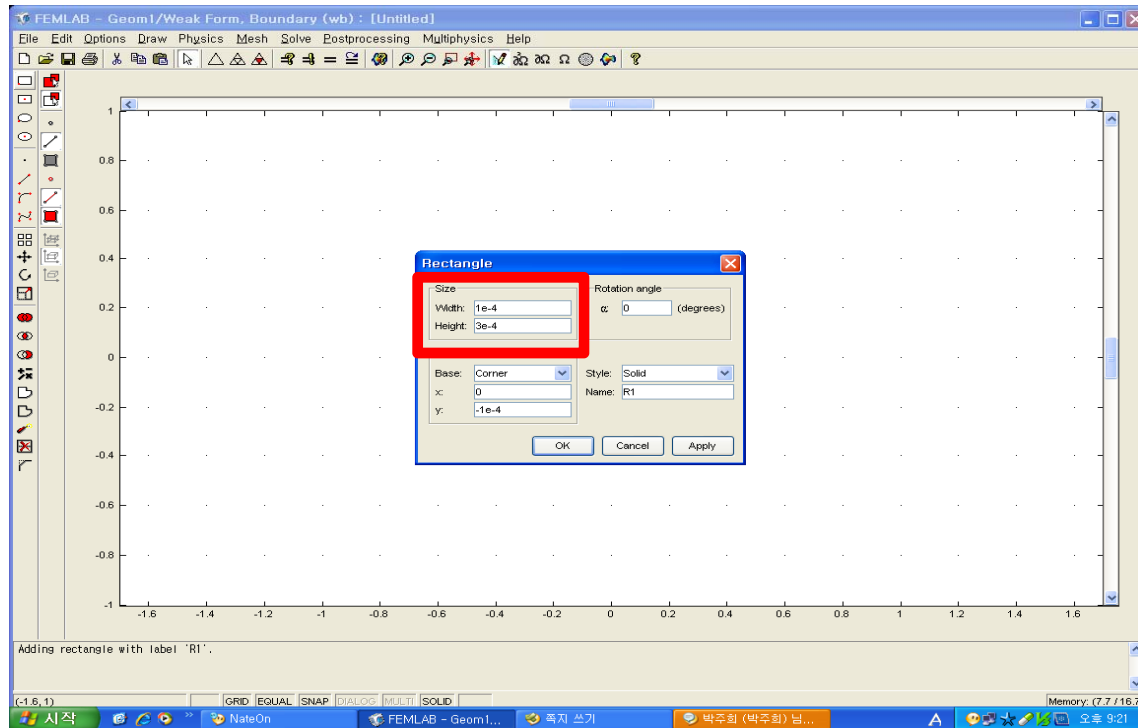 FEMLAB - Geom1/Weak Form, Boundary (wb) : [Untitled]
File Edit Options Draw Physics Mesh Solve Postprocessing Multiphysics Help
1
0.8
0.6
0.4
0.2
0
-0.2
-0.4
-0.6
-0.8
-1
Rectangle
Size
Width: 1e-4
Height: 3e-4
Rotation angle
α: 0 (degrees)
Base: Corner
x: 0
y: -1e-4
Style: Solid
Name: R1
OK Cancel Apply
-1.6 -1.4 -1.2 -1 -0.8 -0.6 -0.4 -0.2 0 0.2 0.4 0.6 0.8 1 1.2 1.4 1.6
Adding rectangle with label 'R1'.
(-1.6, 1) GRID EQUAL SNAP DIALOG MULTI SOLID Memory: (7.7 / 16.7
시작 NateOn FEMLAB - Geom1... 쪽지 쓰기 박주희 (박주희) 님... A 오후 9:21